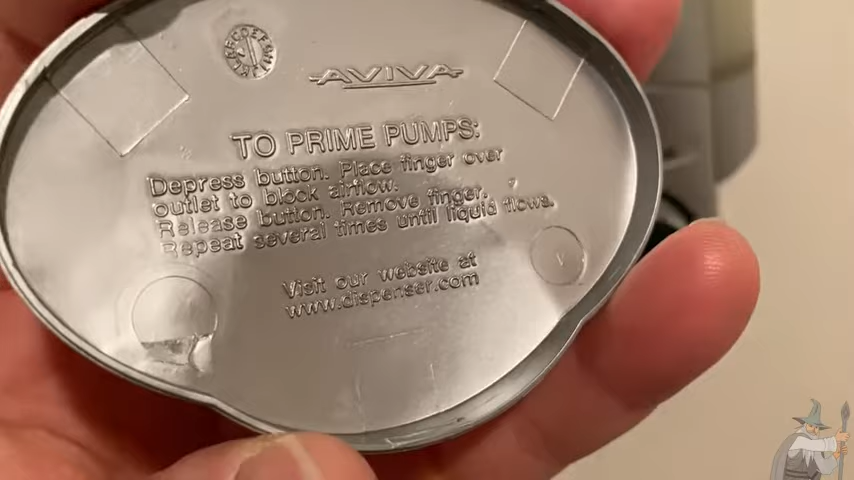 AVIVA
TO PRIME PUMPS:
Depress button. Place finger over
outlet to block airflow.
Release button. Remove finger.
Repeat several times until liquid flows.
Visit our website at
www.dispenser.com